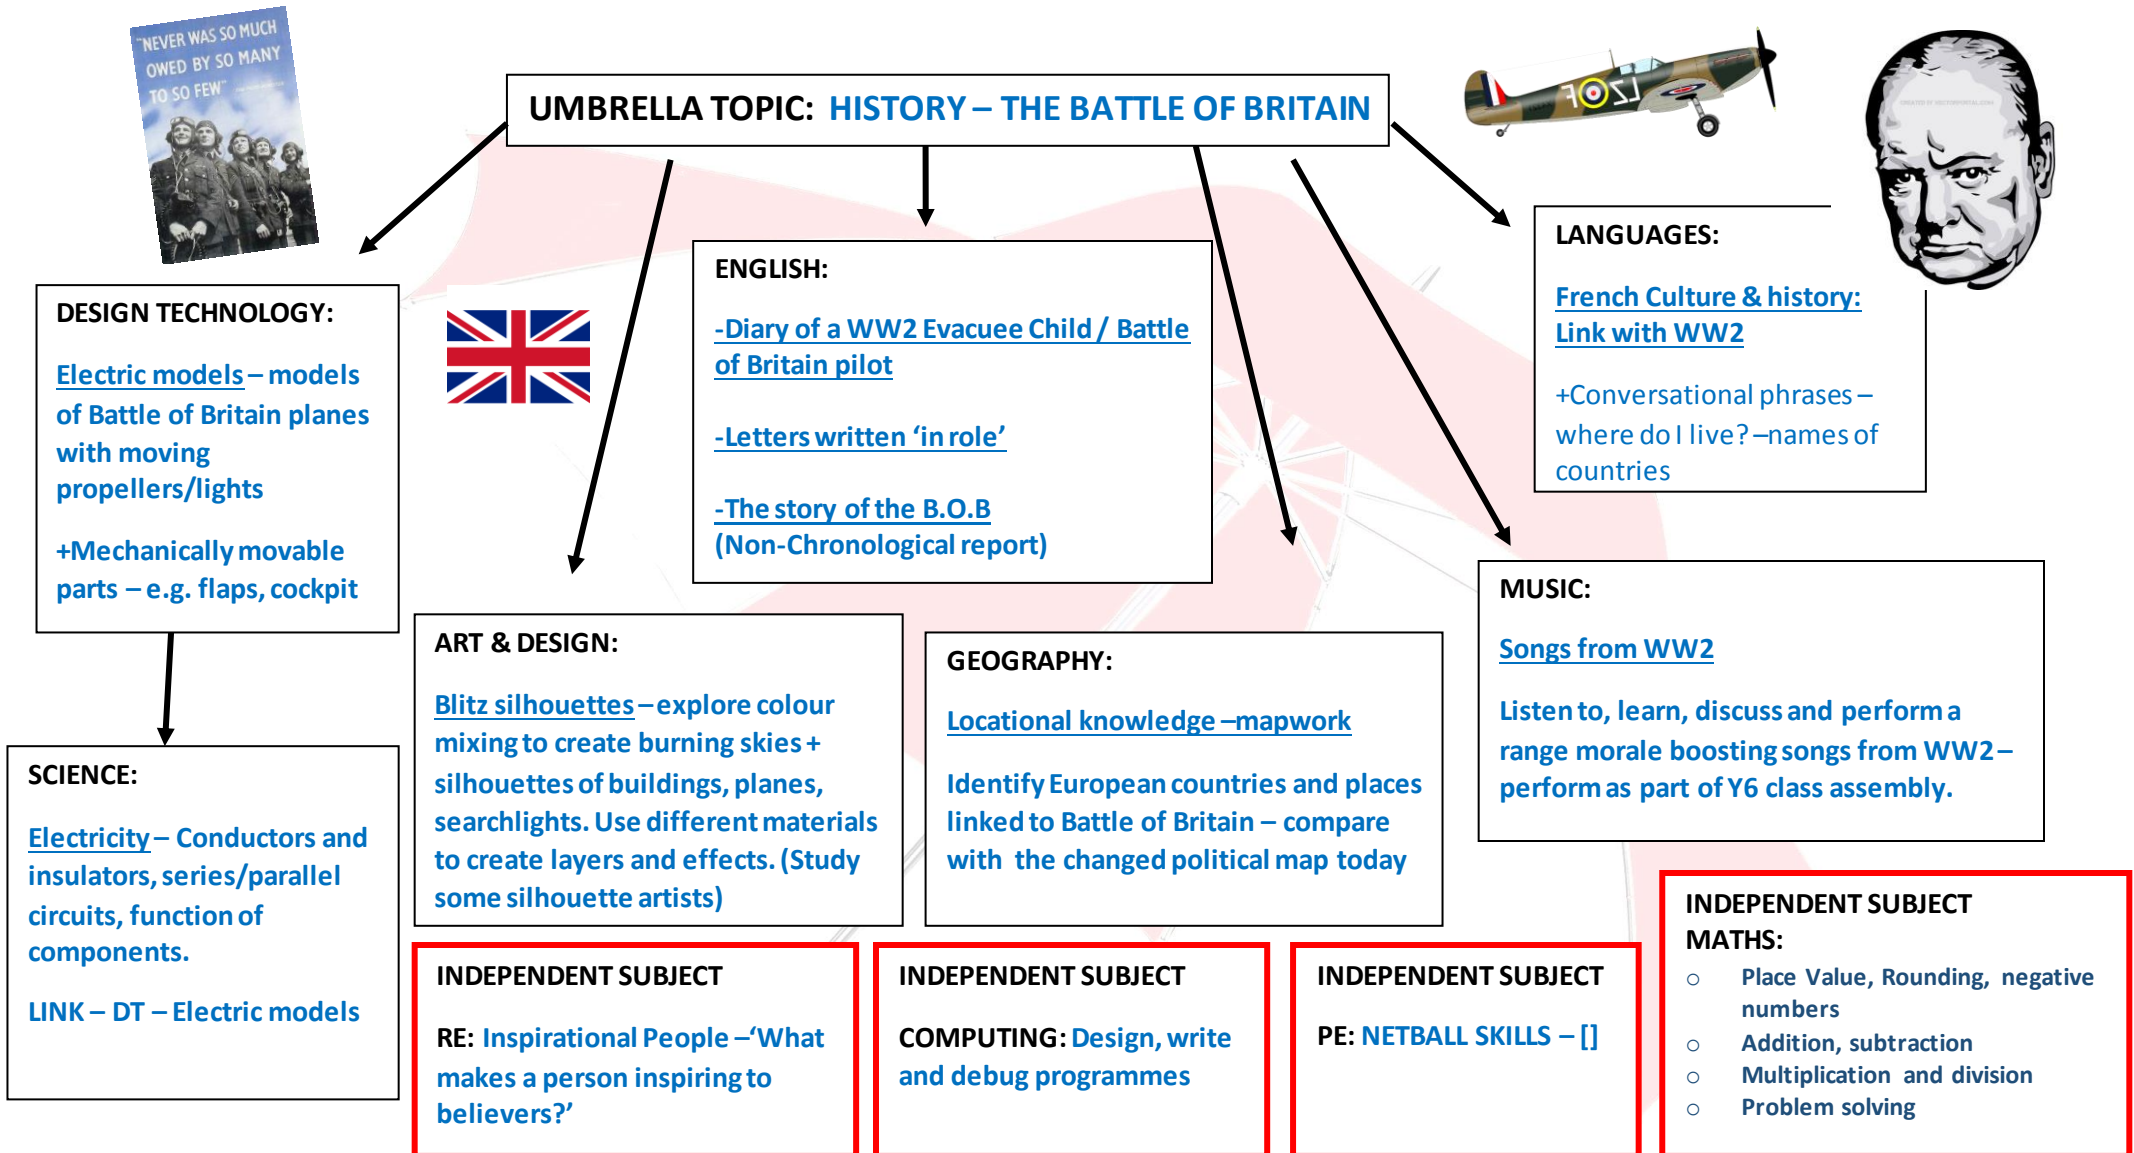 "NEVER WAS SO MUCH
OWED BY SO MANY
TO SO FEW"
UMBRELLA TOPIC: HISTORY – THE BATTLE OF BRITAIN
LZ
F
CREATED BY VECTORPORTAL.COM
DESIGN TECHNOLOGY:
Electric models – models
of Battle of Britain planes
with moving
propellers/lights
+Mechanically movable
parts – e.g. flaps, cockpit
ENGLISH:
-Diary of a WW2 Evacuee Child / Battle
of Britain pilot
-Letters written ‘in role’
-The story of the B.O.B
(Non-Chronological report)
LANGUAGES:
French Culture & history:
Link with WW2
+Conversational phrases –
where do I live? –names of
countries
SCIENCE:
Electricity – Conductors and
insulators, series/parallel
circuits, function of
components.
LINK – DT – Electric models
ART & DESIGN:
Blitz silhouettes – explore colour
mixing to create burning skies +
silhouettes of buildings, planes,
searchlights. Use different materials
to create layers and effects. (Study
some silhouette artists)
GEOGRAPHY:
Locational knowledge –mapwork
Identify European countries and places
linked to Battle of Britain – compare
with the changed political map today
MUSIC:
Songs from WW2
Listen to, learn, discuss and perform a
range morale boosting songs from WW2 –
perform as part of Y6 class assembly.
INDEPENDENT SUBJECT
RE: Inspirational People –‘What
makes a person inspiring to
believers?’
INDEPENDENT SUBJECT
COMPUTING: Design, write
and debug programmes
INDEPENDENT SUBJECT
PE: NETBALL SKILLS – []
INDEPENDENT SUBJECT
MATHS:
o Place Value, Rounding, negative
numbers
o Addition, subtraction
o Multiplication and division
o Problem solving